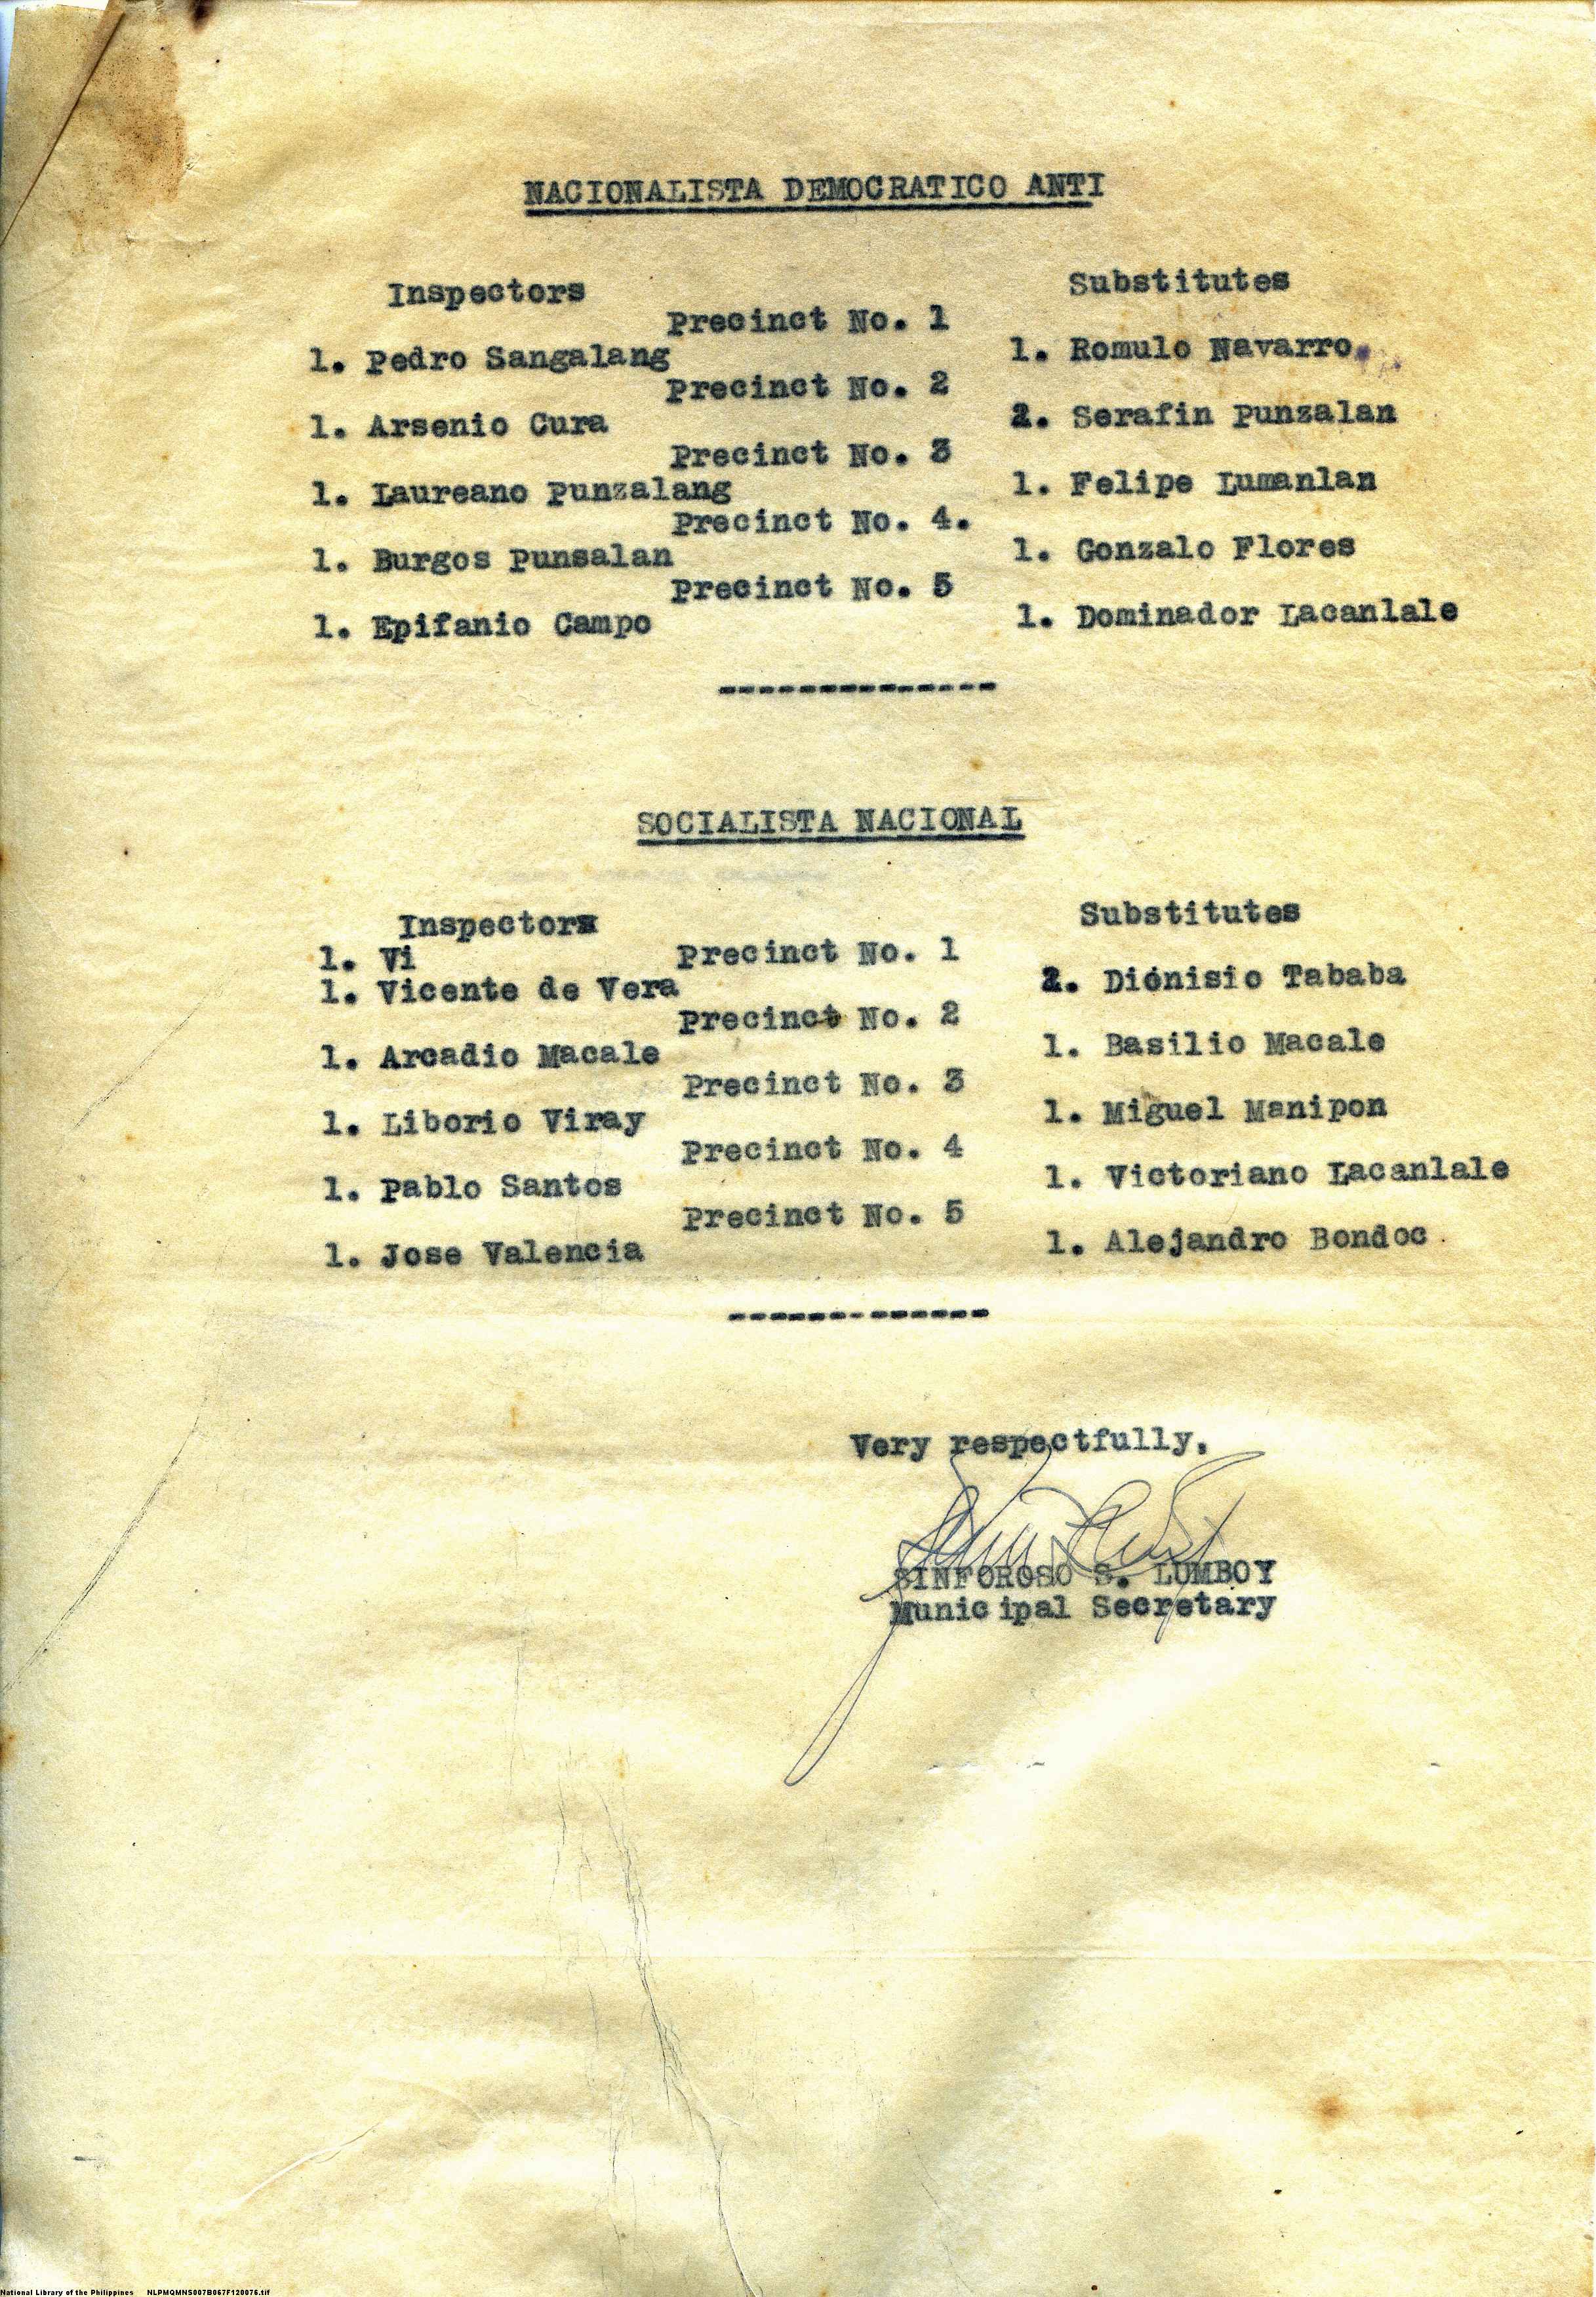 NACIONALISTA DEMOCRATICO ANTI
Inspectors Substitutes
Precinct No. 1
1. Pedro Sangalang 1. Romulo Navarro.
Precinct No. 2
1. Arsenio Cura 2. Serafin Punzalan
Precinct No. 3
1. Laureano Punzalang 1. Felipe Lumanlan
Precinct No. 4.
1. Burgos Punsalan 1. Gonzalo Flores
Precinct No. 5
1. Epifanio Campo 1. Dominador Lacanlale
--------------
SOCIALISTA NACIONAL
Inspectors Substitutes
1. Vi Precinct No. 1
1. Vicente de Vera 2. Dionisio Tababa
Precinct No. 2
1. Arcadio Macale 1. Basilio Macale
Precinct No. 3
1. Liborio Viray 1. Miguel Manipon
Precinct No. 4
1. Pablo Santos 1. Victoriano Lacanlale
Precinct No. 5
1. Jose Valencia 1. Alejandro Bondoc.
-------------
Very respectfully,
SINFOROSO S. LUMBOY
Municipal Secretary
National Library of the Philippines NLPMQMNS007B067F120076.tif